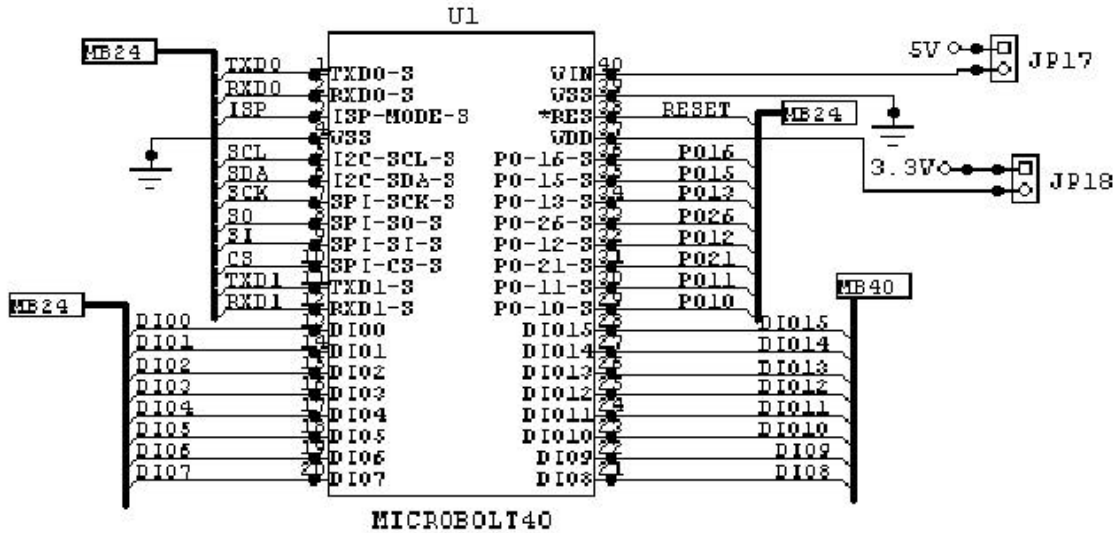 U1
MB24
TXD0
RXD0
ISP
SCL
SDA
SCK
SO
SI
CS
TXD1
RXD1
MB24
DIO0
DIO1
DIO2
DIO3
DIO4
DIO5
DIO6
DIO7
TXD0-S
RXD0-S
ISP-MODE-S
VSS
I2C-SCL-S
I2C-SDA-S
SPI-SCK-S
SPI-SO-S
SPI-SI-S
SPI-CS-S
TXD1-S
RXD1-S
DIO0
DIO1
DIO2
DIO3
DIO4
DIO5
DIO6
DIO7
VIN
VSS
*RES
VDD
P0-16-S
P0-15-S
P0-13-S
P0-26-S
P0-12-S
P0-21-S
P0-11-S
P0-10-S
DIO15
DIO14
DIO13
DIO12
DIO11
DIO10
DIO9
DIO8
40
21
RESET
P016
P015
P013
P026
P012
P021
P011
P010
MB24
5V
JP17
3.3V
JP18
MB40
DIO15
DIO14
DIO13
DIO12
DIO11
DIO10
DIO9
DIO8
MICROBOLT40